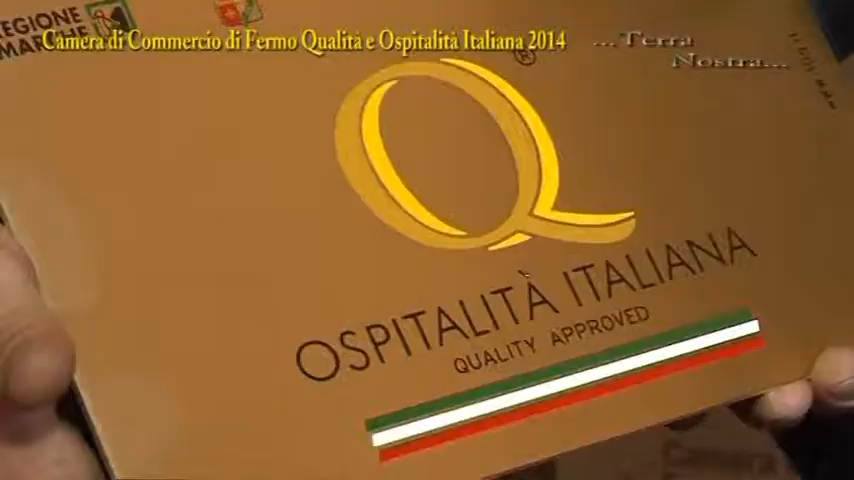 REGIONE
MARCHE
Camera di Commercio di Fermo Qualità e Ospitalità Italiana 2014
...Terra
Nostra...
Q
®
OSPITALITÀ ITALIANA
QUALITY APPROVED